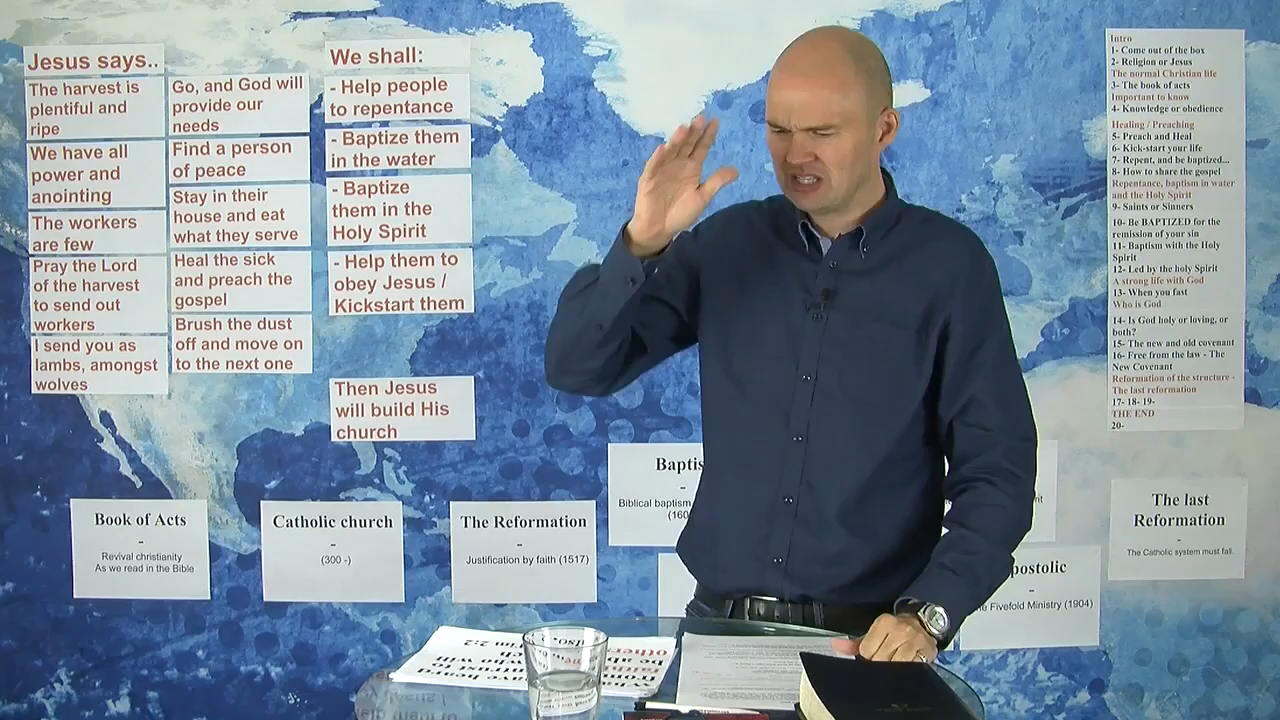 Jesus says..
The harvest is
plentiful and
ripe
We have all
power and
anointing
The workers
are few
Pray the Lord
of the harvest
to send out
workers
I send you as
lambs, amongst
wolves
Go, and God will
provide our
needs
Find a person
of peace
Stay in their
house and eat
what they serve
Heal the sick
and preach the
gospel
Brush the dust
off and move on
to the next one
We shall:
- Help people
to repentance
- Baptize them
in the water
- Baptize
them in the
Holy Spirit
- Help them to
obey Jesus /
Kickstart them
Then Jesus
will build His
church
Intro
1- Come out of the box
2- Religion or Jesus
The normal Christian life
3- The book of acts
Important to know
4- Knowledge or obedience
Healing / Preaching
5- Preach and Heal
6- Kick-start your life
7- Repent, and be baptized...
8- How to share the gospel
Repentance, baptism in water
and the Holy Spirit
9- Saints or Sinners
10- Be BAPTIZED for the
remission of your sin
11- Baptism with the Holy
Spirit
12- Led by the holy Spirit
A strong life with God
13- When you fast
Who is God
14- Is God holy or loving, or
both?
15- The new and old covenant
16- Free from the law - The
New Covenant
Reformation of the structure -
The last reformation
17- 18- 19-
THE END
20-
Book of Acts
-
Revival christianity
As we read in the Bible
Catholic church
-
(300 -)
The Reformation
-
Justification by faith (1517)
Baptis
-
Biblical baptism
(160
postolic
-
e Fivefold Ministry (1904)
The last
Reformation
-
The Catholic system must fall.